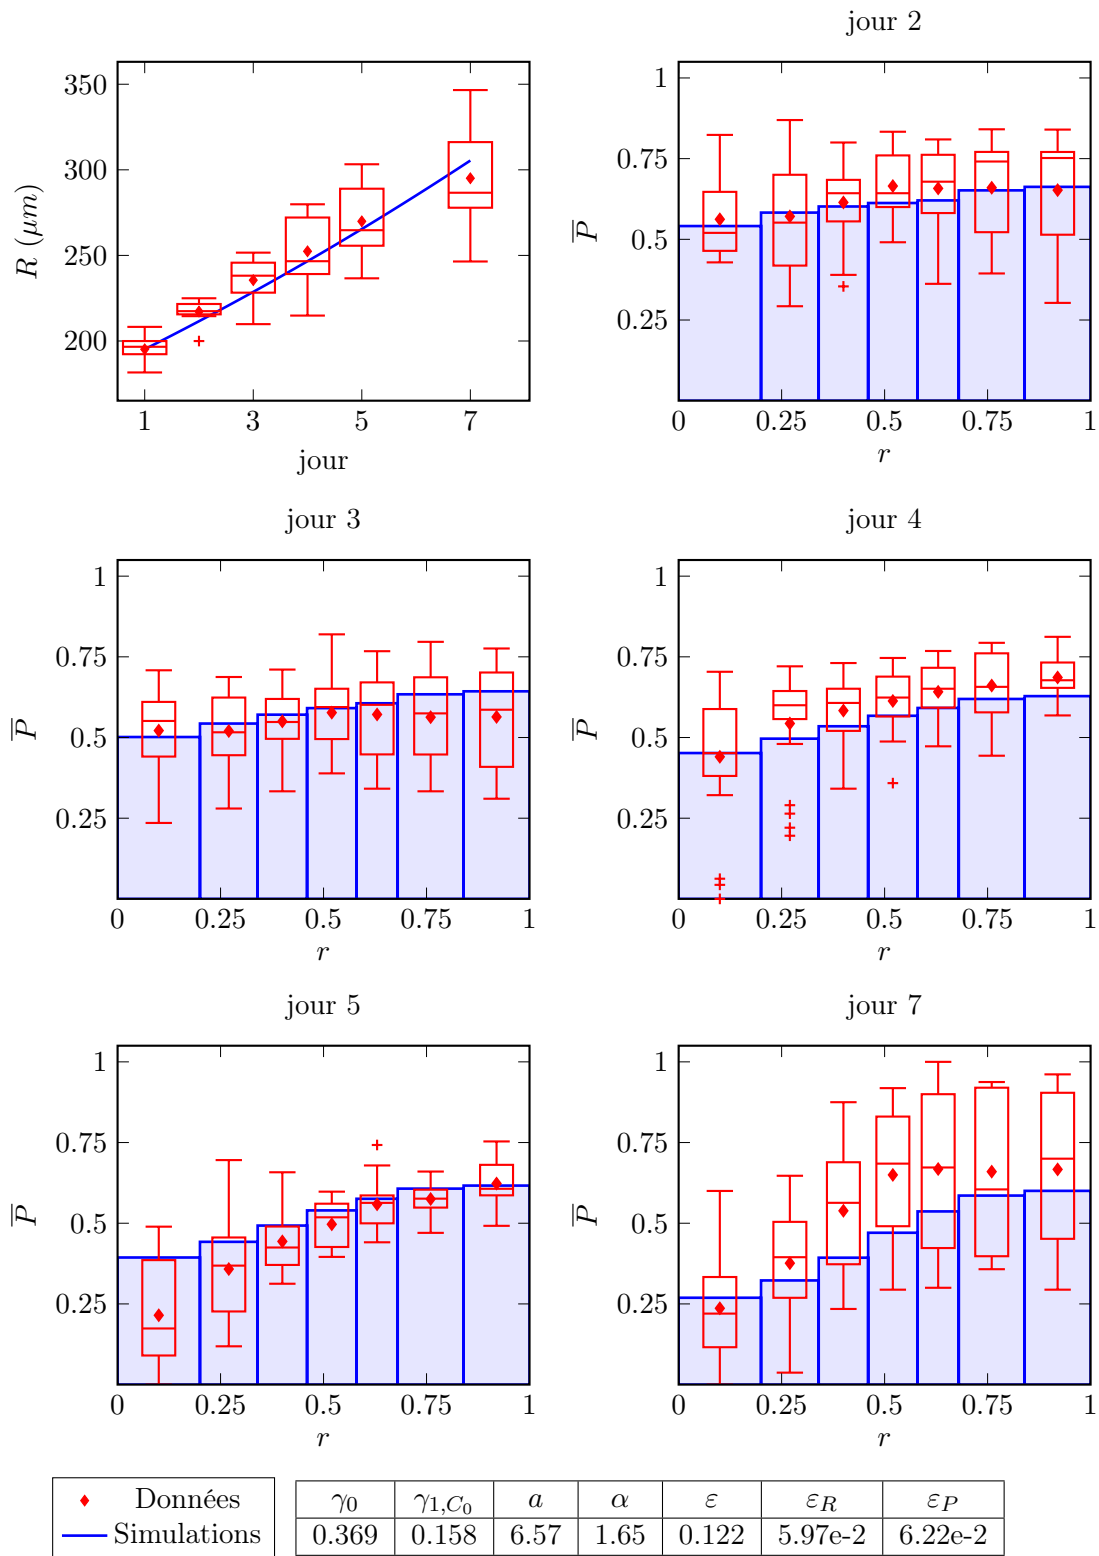 jour 2
350
300
250
200
R (μm)
1 3 5 7
jour
1
0.75
0.5
0.25
P̅
0 0.25 0.5 0.75 1
r
jour 3
1
0.75
0.5
0.25
P̅
0 0.25 0.5 0.75 1
r
jour 4
1
0.75
0.5
0.25
P̅
0 0.25 0.5 0.75 1
r
jour 5
1
0.75
0.5
0.25
P̅
0 0.25 0.5 0.75 1
r
jour 7
1
0.75
0.5
0.25
P̅
0 0.25 0.5 0.75 1
r
Données
Simulations
γ₀ γ₁,C₀ a α ε ε_R ε_P
0.369 0.158 6.57 1.65 0.122 5.97e-2 6.22e-2